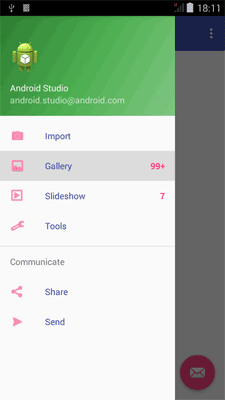 18:11
Android Studio
android.studio@android.com
Import
Gallery 99+
Slideshow 7
Tools
Communicate
Share
Send